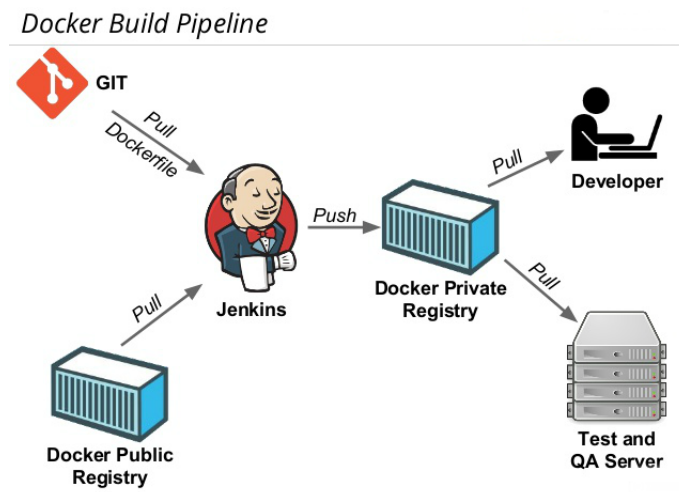 Docker Build Pipeline
GIT
Pull
Dockerfile
Pull
Developer
Push
Jenkins
Docker Private
Registry
Pull
Pull
Docker Public
Registry
Test and
QA Server